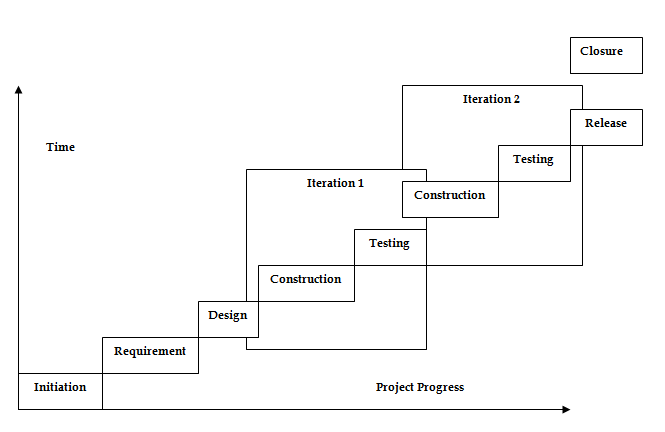 Closure
Iteration 2
Release
Time
Testing
Iteration 1
Construction
Testing
Construction
Design
Requirement
Initiation
Project Progress